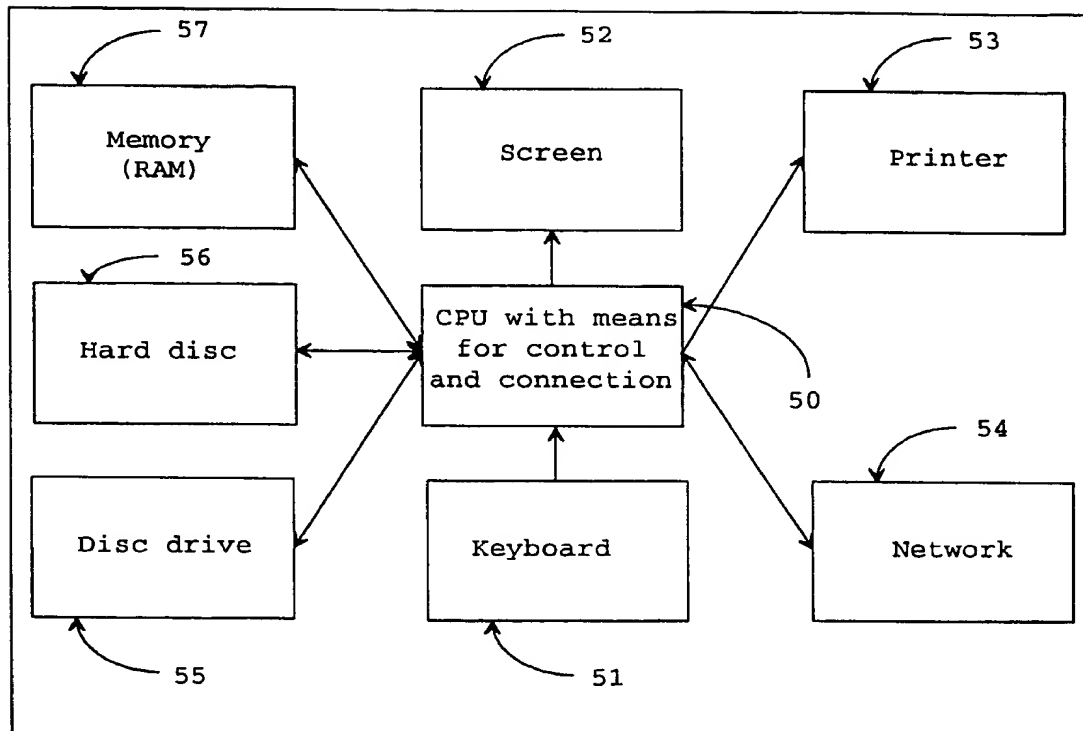 57
52
53
Memory
(RAM)
Screen
Printer
56
Hard disc
CPU with means
for control
and connection
50
54
Disc drive
Keyboard
Network
55
51